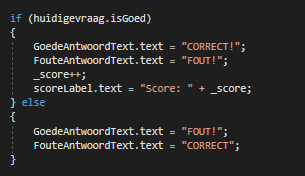 if (huidigevraag.isGoed)
{
GoedeAntwoordText.text = "CORRECT!";
FouteAntwoordText.text = "FOUT!";
_score++;
scoreLabel.text = "Score: " + _score;
} else
{
GoedeAntwoordText.text = "FOUT!";
FouteAntwoordText.text = "CORRECT";
}